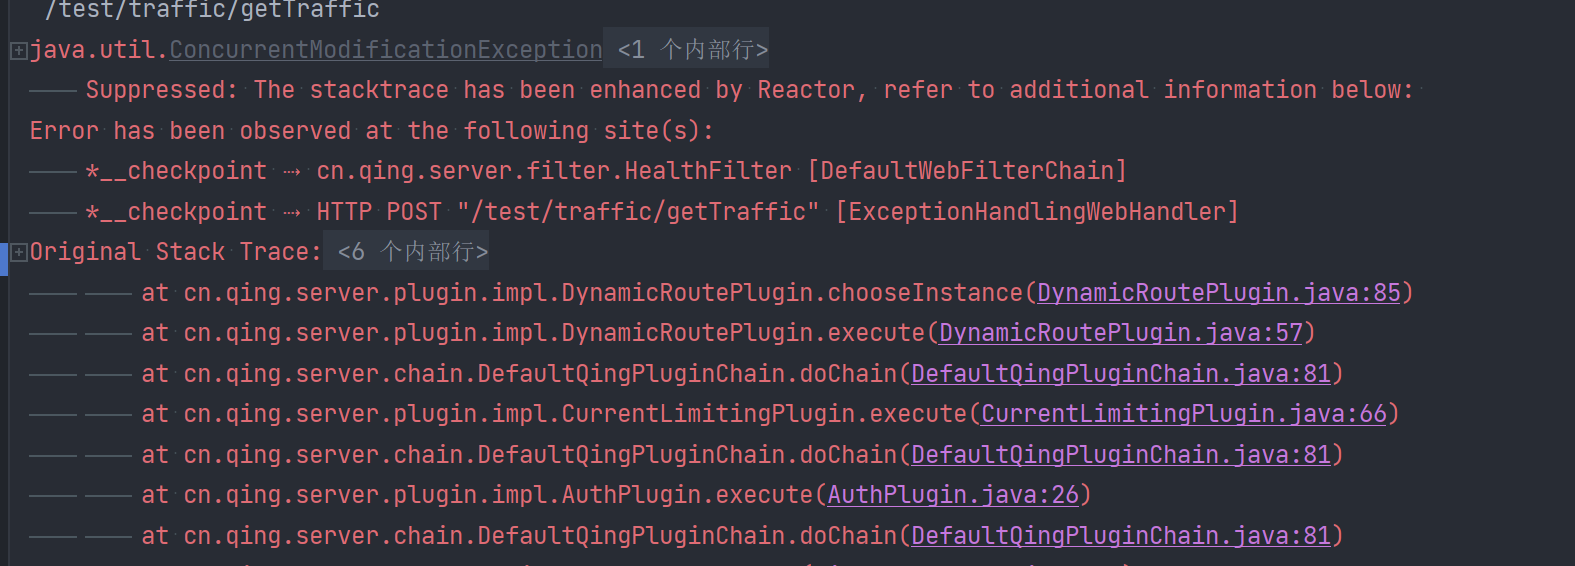 /test/traffic/getTraffic
java.util.ConcurrentModificationException <1 个内部行>
Suppressed: The stacktrace has been enhanced by Reactor, refer to additional information below:
Error has been observed at the following site(s):
*__checkpoint ⇢ cn.qing.server.filter.HealthFilter [DefaultWebFilterChain]
*__checkpoint ⇢ HTTP POST "/test/traffic/getTraffic" [ExceptionHandlingWebHandler]
Original Stack Trace: <6 个内部行>
at cn.qing.server.plugin.impl.DynamicRoutePlugin.chooseInstance(DynamicRoutePlugin.java:85)
at cn.qing.server.plugin.impl.DynamicRoutePlugin.execute(DynamicRoutePlugin.java:57)
at cn.qing.server.chain.DefaultQingPluginChain.doChain(DefaultQingPluginChain.java:81)
at cn.qing.server.plugin.impl.CurrentLimitingPlugin.execute(CurrentLimitingPlugin.java:66)
at cn.qing.server.chain.DefaultQingPluginChain.doChain(DefaultQingPluginChain.java:81)
at cn.qing.server.plugin.impl.AuthPlugin.execute(AuthPlugin.java:26)
at cn.qing.server.chain.DefaultQingPluginChain.doChain(DefaultQingPluginChain.java:81)